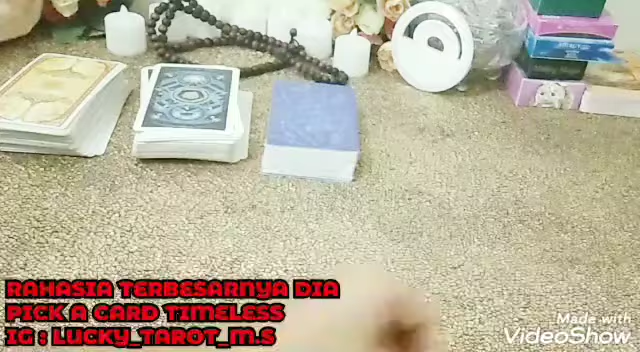 RAHASIA TERBESARNYA DIA
PICK A CARD TIMELESS
IG : LUCKY_TAROT_M.S
Made with
VideoShow